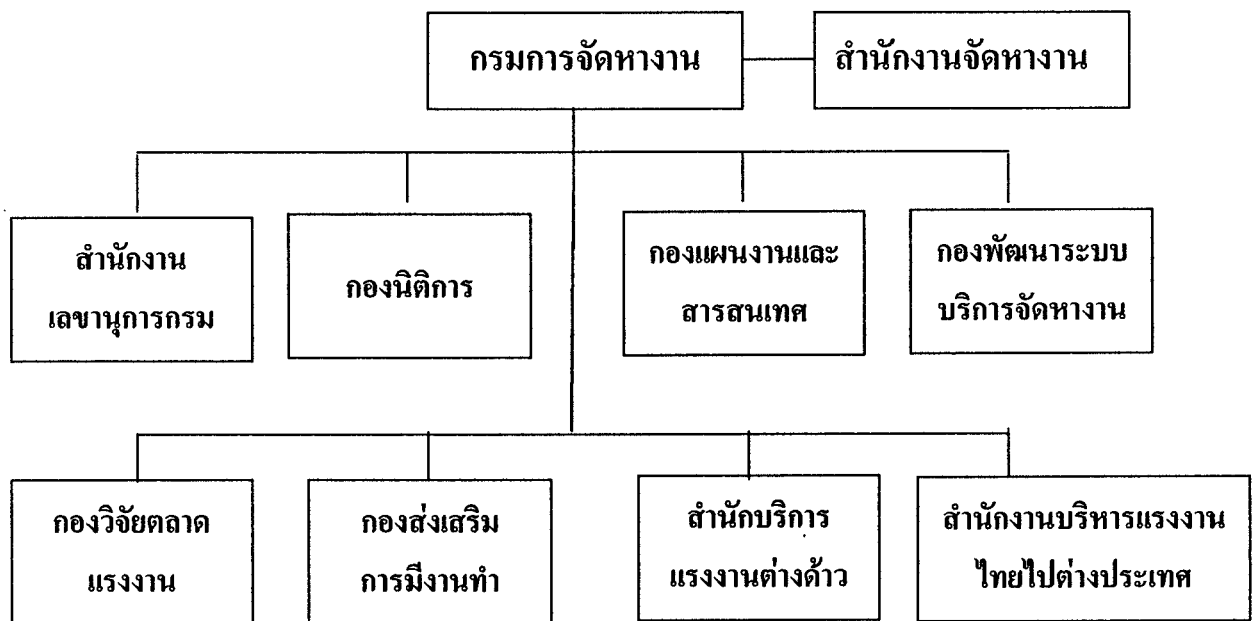 กรมการจัดหางาน
สำนักงานจัดหางาน
สำนักงาน
เลขานุการกรม
กองนิติการ
กองแผนงานและ
สารสนเทศ
กองพัฒนาระบบ
บริการจัดหางาน
กองวิจัยตลาด
แรงงาน
กองส่งเสริม
การมีงานทำ
สำนักบริการ
แรงงานต่างด้าว
สำนักงานบริหารแรงงาน
ไทยไปต่างประเทศ